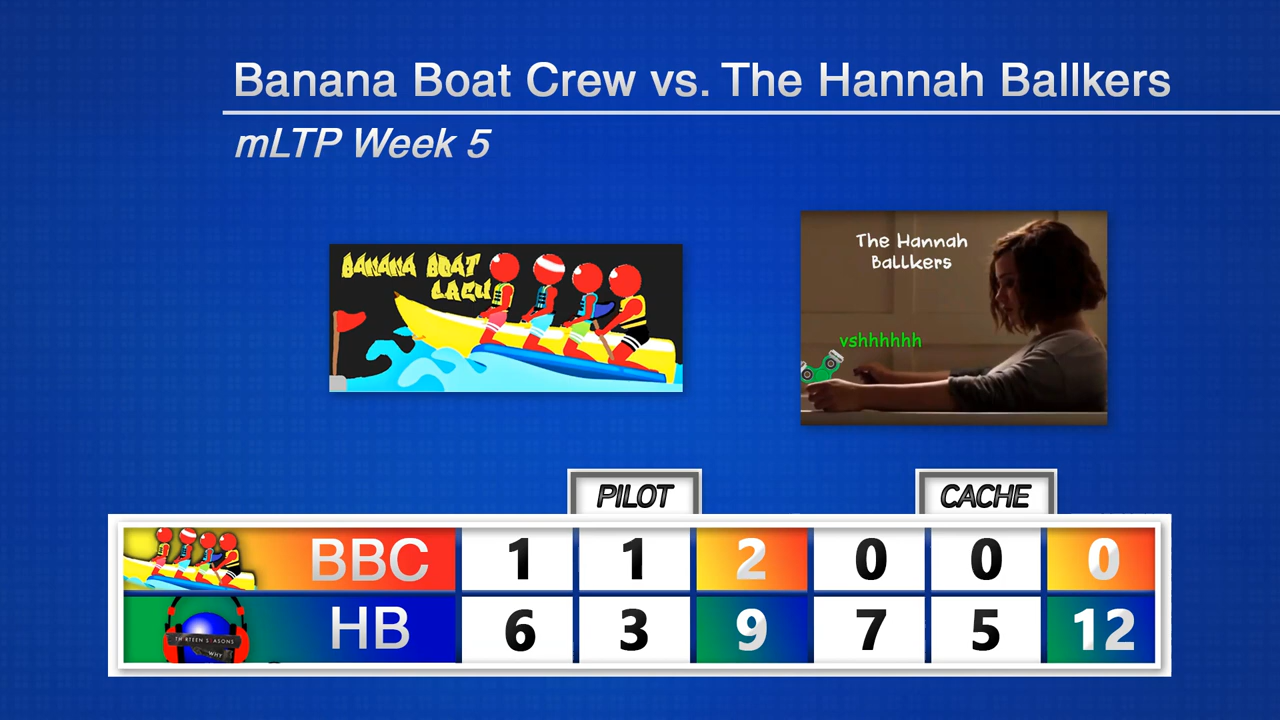 Banana Boat Crew vs. The Hannah Ballkers
mLTP Week 5
BANANA BOAT
The Hannah
Ballkers
vshhhhhh
PILOT
CACHE
BBC 1 1 2 0 0 0
HB 6 3 9 7 5 12
WHY